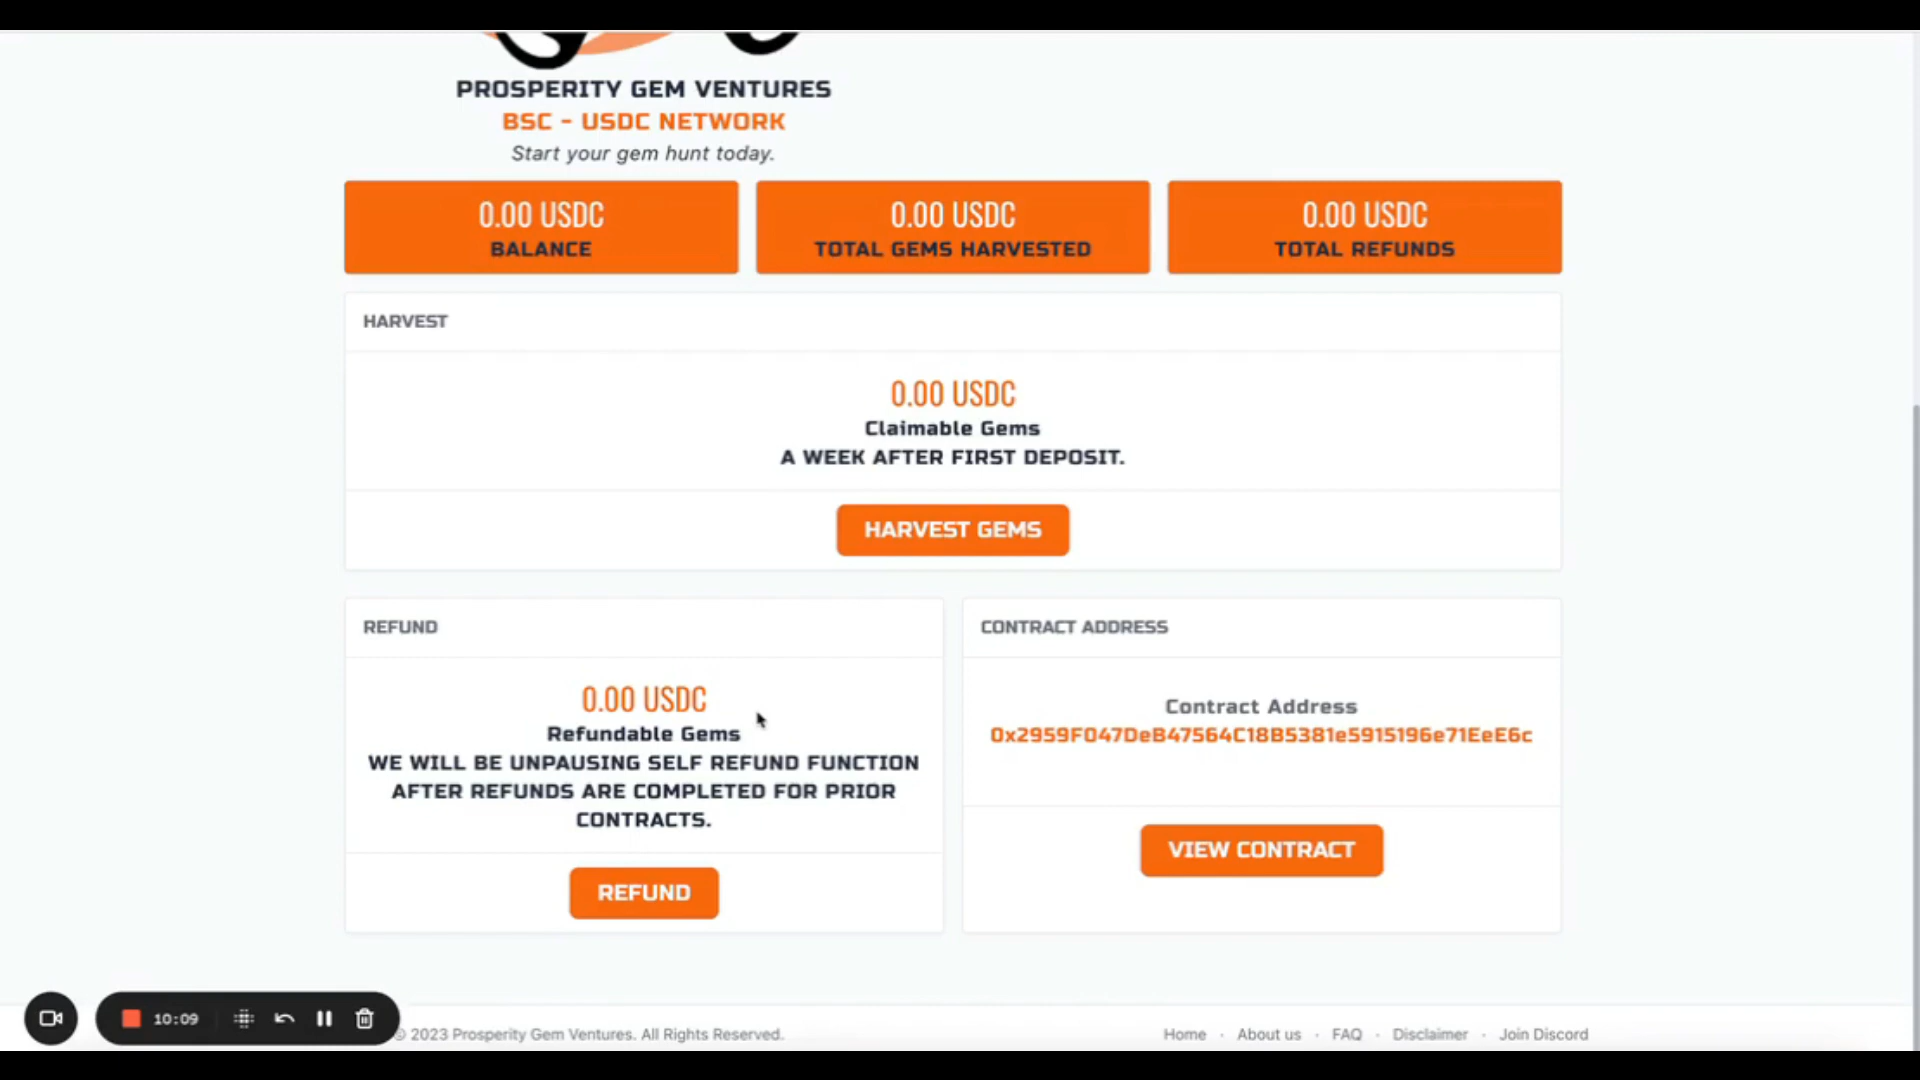 PROSPERITY GEM VENTURES
BSC - USDC NETWORK
Start your gem hunt today.
0.00 USDC
BALANCE
0.00 USDC
TOTAL GEMS HARVESTED
0.00 USDC
TOTAL REFUNDS
HARVEST
0.00 USDC
Claimable Gems
A WEEK AFTER FIRST DEPOSIT.
HARVEST GEMS
REFUND
0.00 USDC
Refundable Gems
WE WILL BE UNPAUSING SELF REFUND FUNCTION
AFTER REFUNDS ARE COMPLETED FOR PRIOR
CONTRACTS.
REFUND
CONTRACT ADDRESS
Contract Address
0x2959F047DeB47564C18B5381e5915196e71EeE6c
VIEW CONTRACT
10:09
© 2023 Prosperity Gem Ventures. All Rights Reserved.
Home · About us · FAQ · Disclaimer · Join Discord